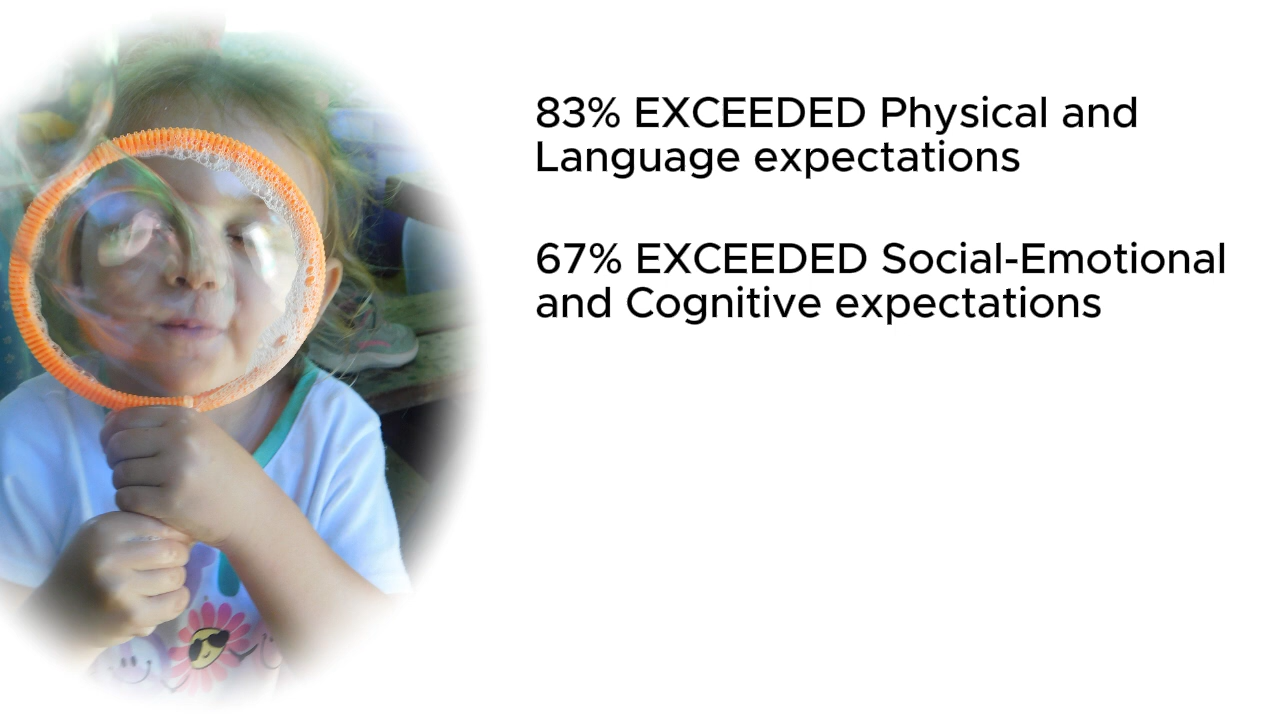 83% EXCEEDED Physical and
Language expectations
67% EXCEEDED Social-Emotional
and Cognitive expectations